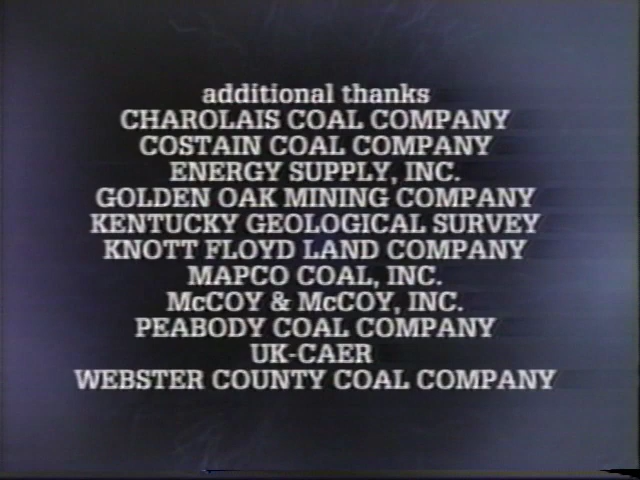 additional thanks
CHAROLAIS COAL COMPANY
COSTAIN COAL COMPANY
ENERGY SUPPLY, INC.
GOLDEN OAK MINING COMPANY
KENTUCKY GEOLOGICAL SURVEY
KNOTT FLOYD LAND COMPANY
MAPCO COAL, INC.
McCOY & McCOY, INC.
PEABODY COAL COMPANY
UK-CAER
WEBSTER COUNTY COAL COMPANY